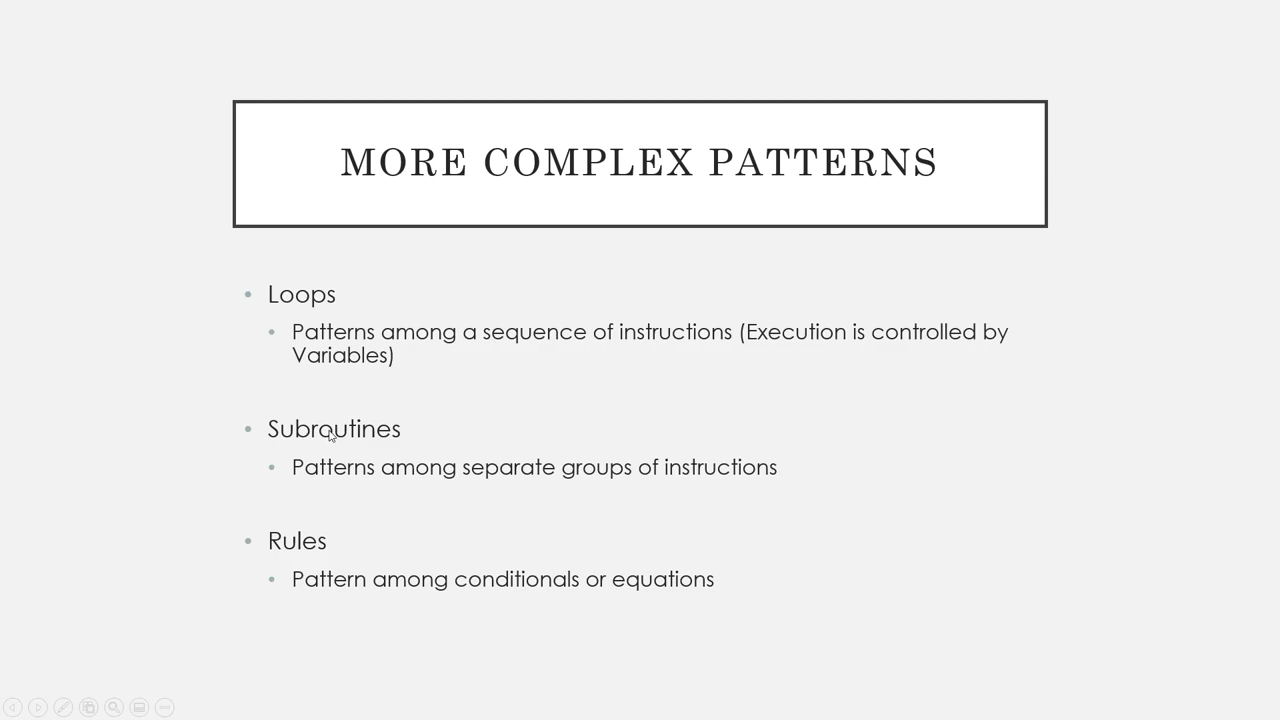 MORE COMPLEX PATTERNS
• Loops
• Patterns among a sequence of instructions (Execution is controlled by
Variables)
• Subroutines
• Patterns among separate groups of instructions
• Rules
• Pattern among conditionals or equations